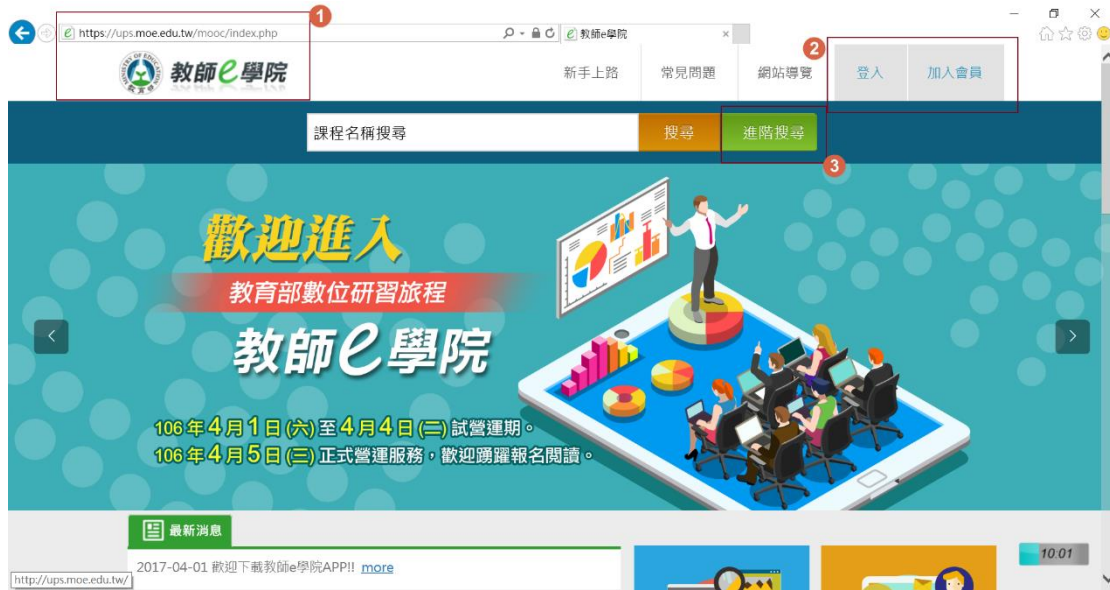 1
https://ups.moe.edu.tw/mooc/index.php
教師e學院
教師e學院
新手上路
常見問題
網站導覽
2
登入
加入會員
課程名稱搜尋
搜尋
進階搜尋
3
歡迎進入
教育部數位研習旅程
教師e學院
106年4月1日(六)至4月4日(二)試營運期。
106年4月5日(三)正式營運服務，歡迎踴躍報名閱讀。
最新消息
2017-04-01 歡迎下載教師e學院APP!! more
10:01
http://ups.moe.edu.tw/